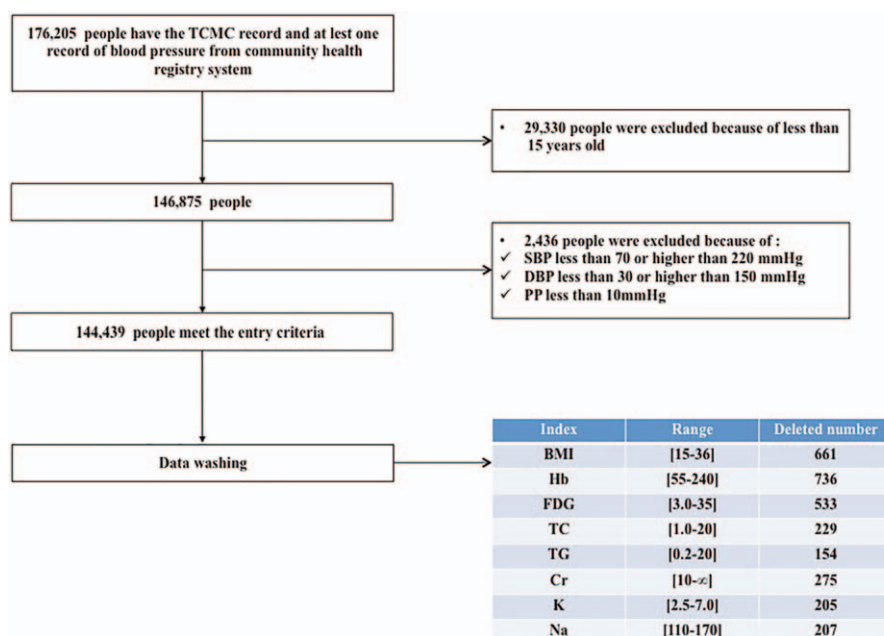 176,205 people have the TCMC record and at lest one
record of blood pressure from community health
registry system
• 29,330 people were excluded because of less than
15 years old
146,875 people
• 2,436 people were excluded because of :
✓ SBP less than 70 or higher than 220 mmHg
✓ DBP less than 30 or higher than 150 mmHg
✓ PP less than 10mmHg
144,439 people meet the entry criteria
Data washing
Index Range Deleted number
BMI [15-36] 661
Hb [55-240] 736
FDG [3.0-35] 533
TC [1.0-20] 229
TG [0.2-20] 154
Cr [10-∞] 275
K [2.5-7.0] 205
Na [110-170] 207